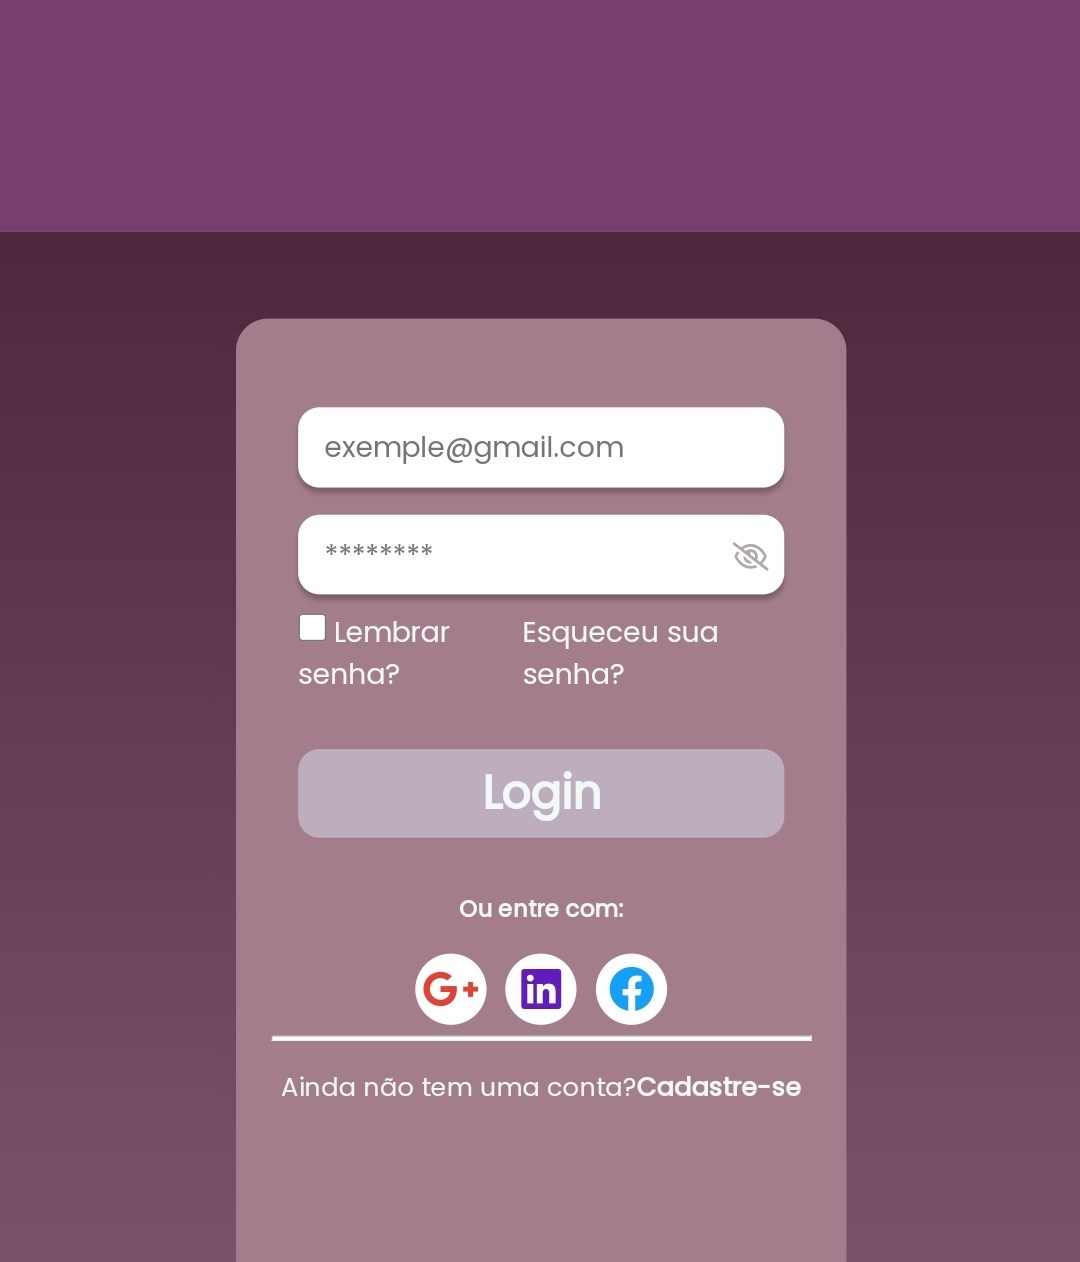 exemple@gmail.com
********
Lembrar
senha?
Esqueceu sua
senha?
Login
Ou entre com:
G+ in f
Ainda não tem uma conta?Cadastre-se